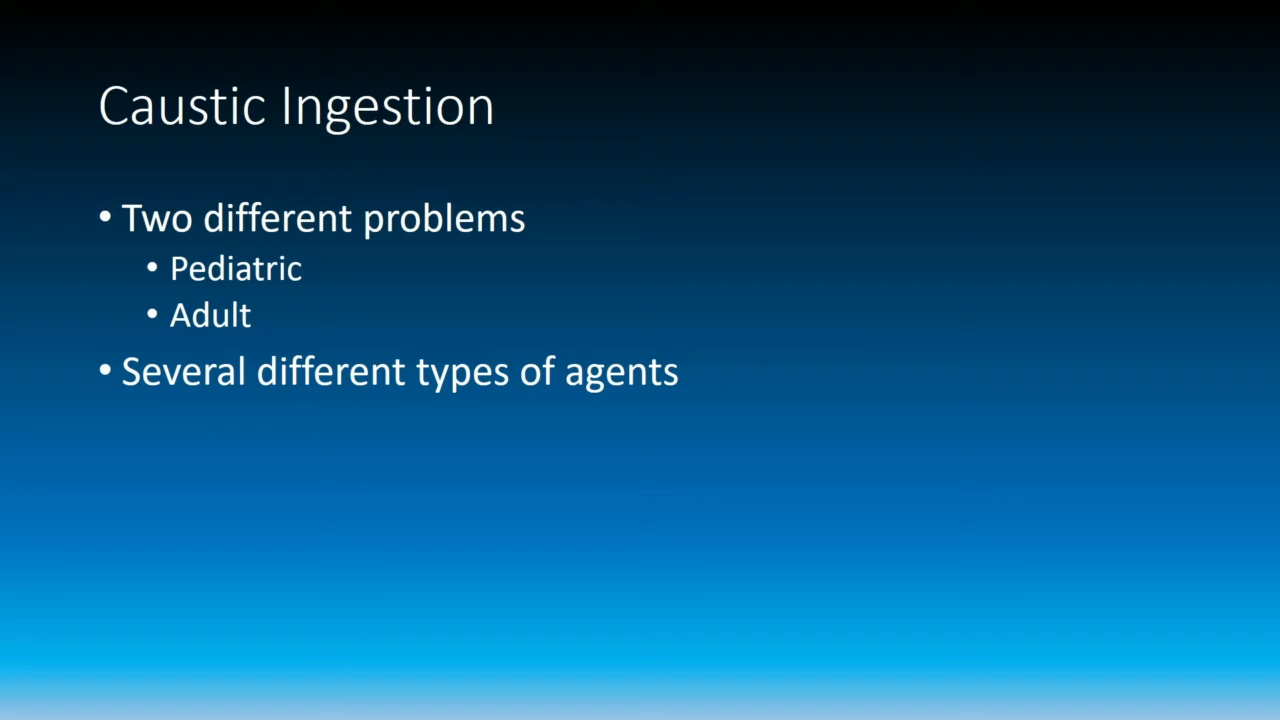 Caustic Ingestion
• Two different problems
• Pediatric
• Adult
• Several different types of agents